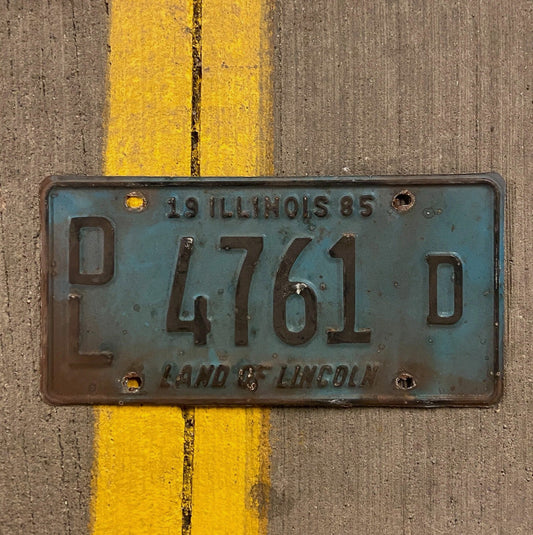 19 ILLINOIS 85
DL 4761 D
LAND OF LINCOLN